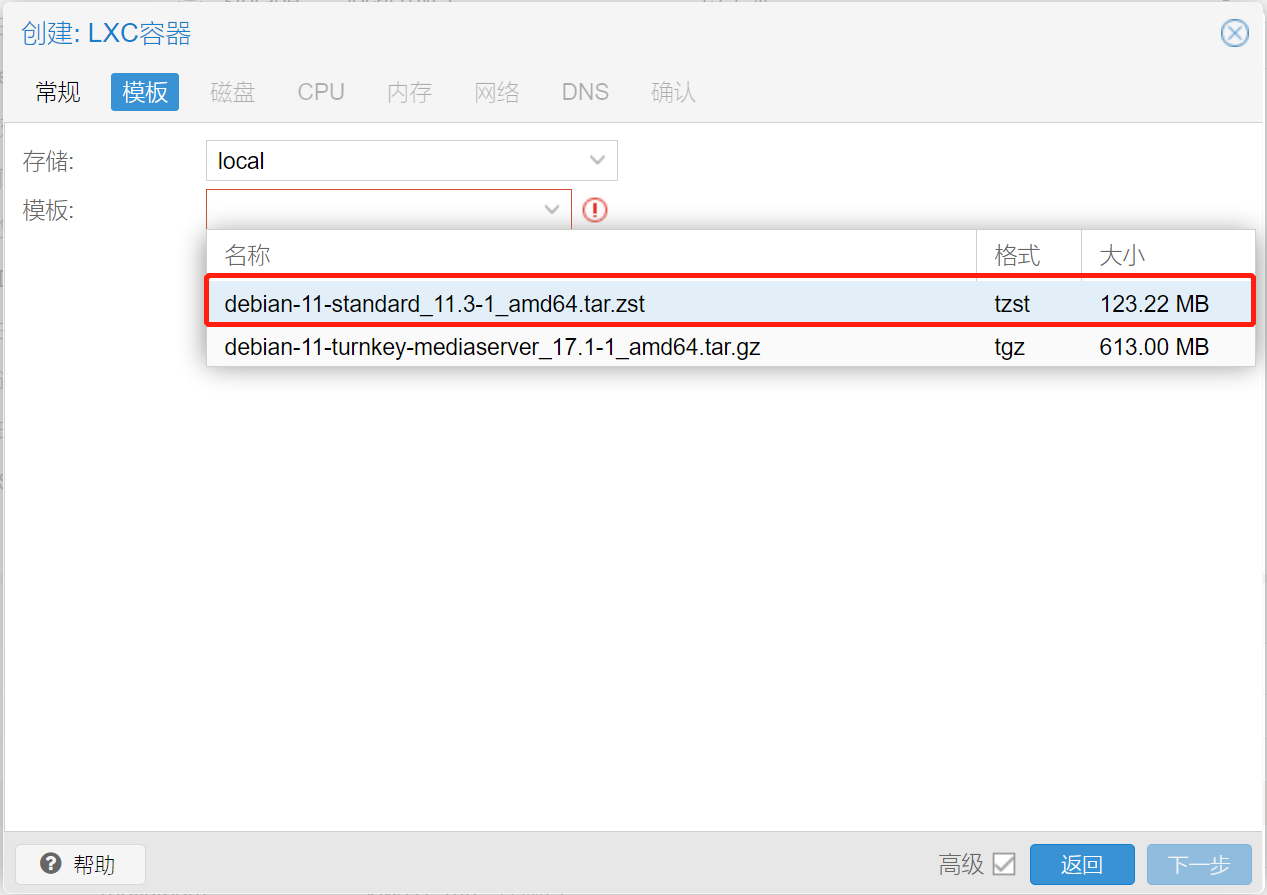 创建: LXC容器
常规 模板 磁盘 CPU 内存 网络 DNS 确认
存储: local
模板:
名称 格式 大小
debian-11-standard_11.3-1_amd64.tar.zst tzst 123.22 MB
debian-11-turnkey-mediaserver_17.1-1_amd64.tar.gz tgz 613.00 MB
帮助 高级 返回 下一步